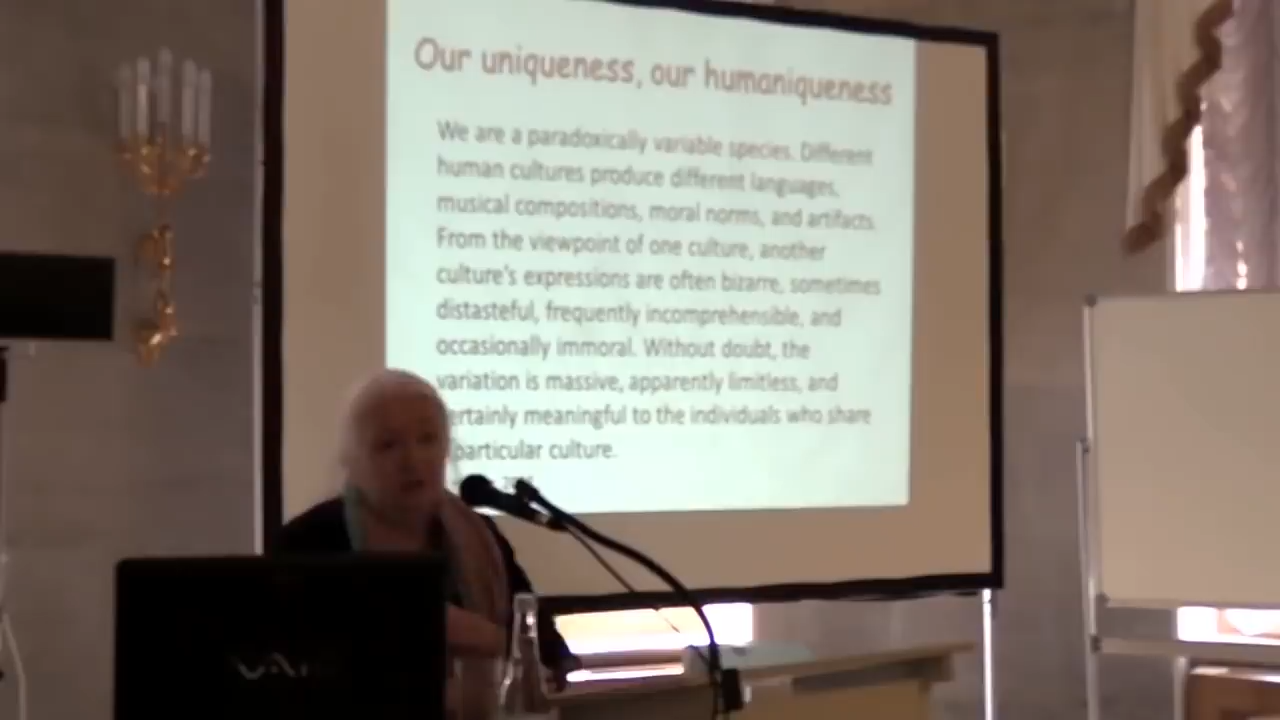 Our uniqueness, our humaniqueness
We are a paradoxically variable species. Different
human cultures produce different languages,
musical compositions, moral norms, and artifacts.
From the viewpoint of one culture, another
culture's expressions are often bizarre, sometimes
distasteful, frequently incomprehensible, and
occasionally immoral. Without doubt, the
variation is massive, apparently limitless, and
ertainly meaningful to the individuals who share
particular culture.
VAIO